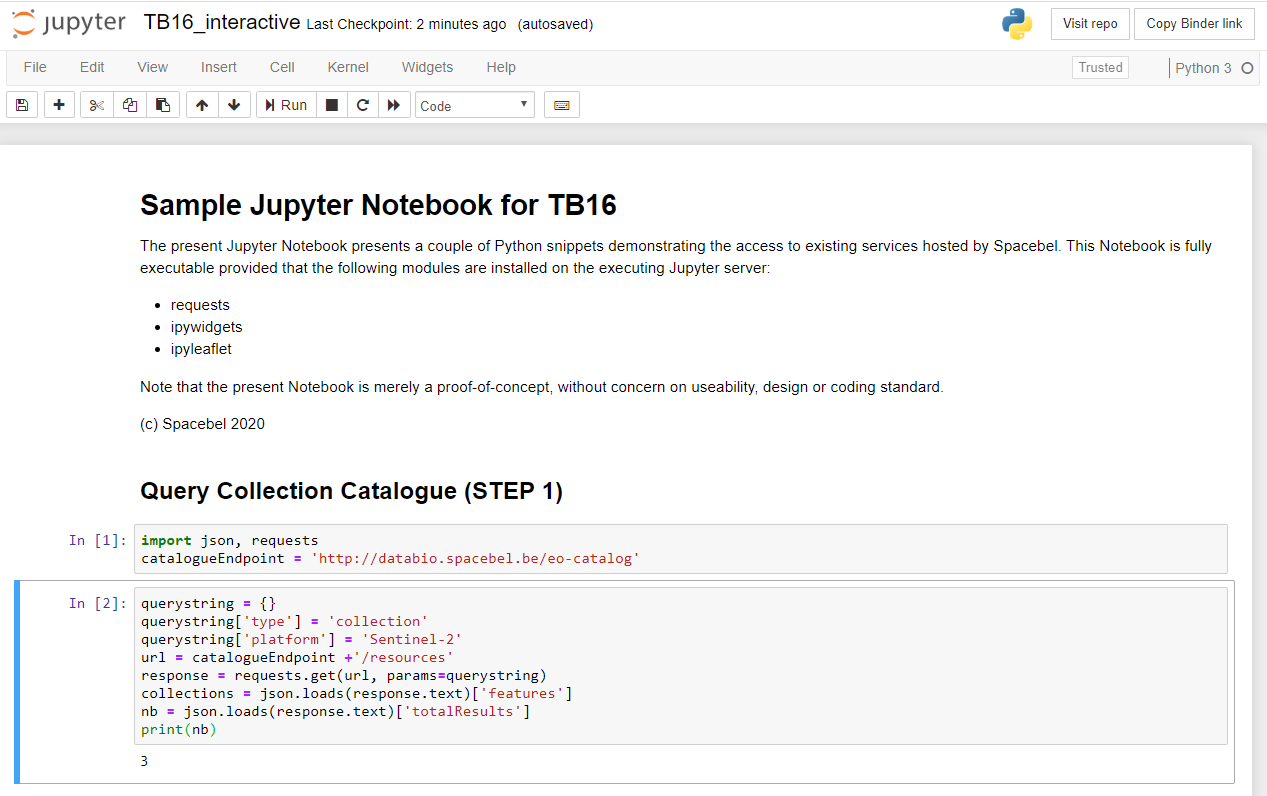 jupyter TB16_interactive Last Checkpoint: 2 minutes ago (autosaved) Visit repo Copy Binder link
File Edit View Insert Cell Kernel Widgets Help Trusted Python 3
Run Code
Sample Jupyter Notebook for TB16
The present Jupyter Notebook presents a couple of Python snippets demonstrating the access to existing services hosted by Spacebel. This Notebook is fully
executable provided that the following modules are installed on the executing Jupyter server:
• requests
• ipywidgets
• ipyleaflet
Note that the present Notebook is merely a proof-of-concept, without concern on useability, design or coding standard.
(c) Spacebel 2020
Query Collection Catalogue (STEP 1)
In [1]: import json, requests
catalogueEndpoint = 'http://databio.spacebel.be/eo-catalog'
In [2]: querystring = {}
querystring['type'] = 'collection'
querystring['platform'] = 'Sentinel-2'
url = catalogueEndpoint +'/resources'
response = requests.get(url, params=querystring)
collections = json.loads(response.text)['features']
nb = json.loads(response.text)['totalResults']
print(nb)
3